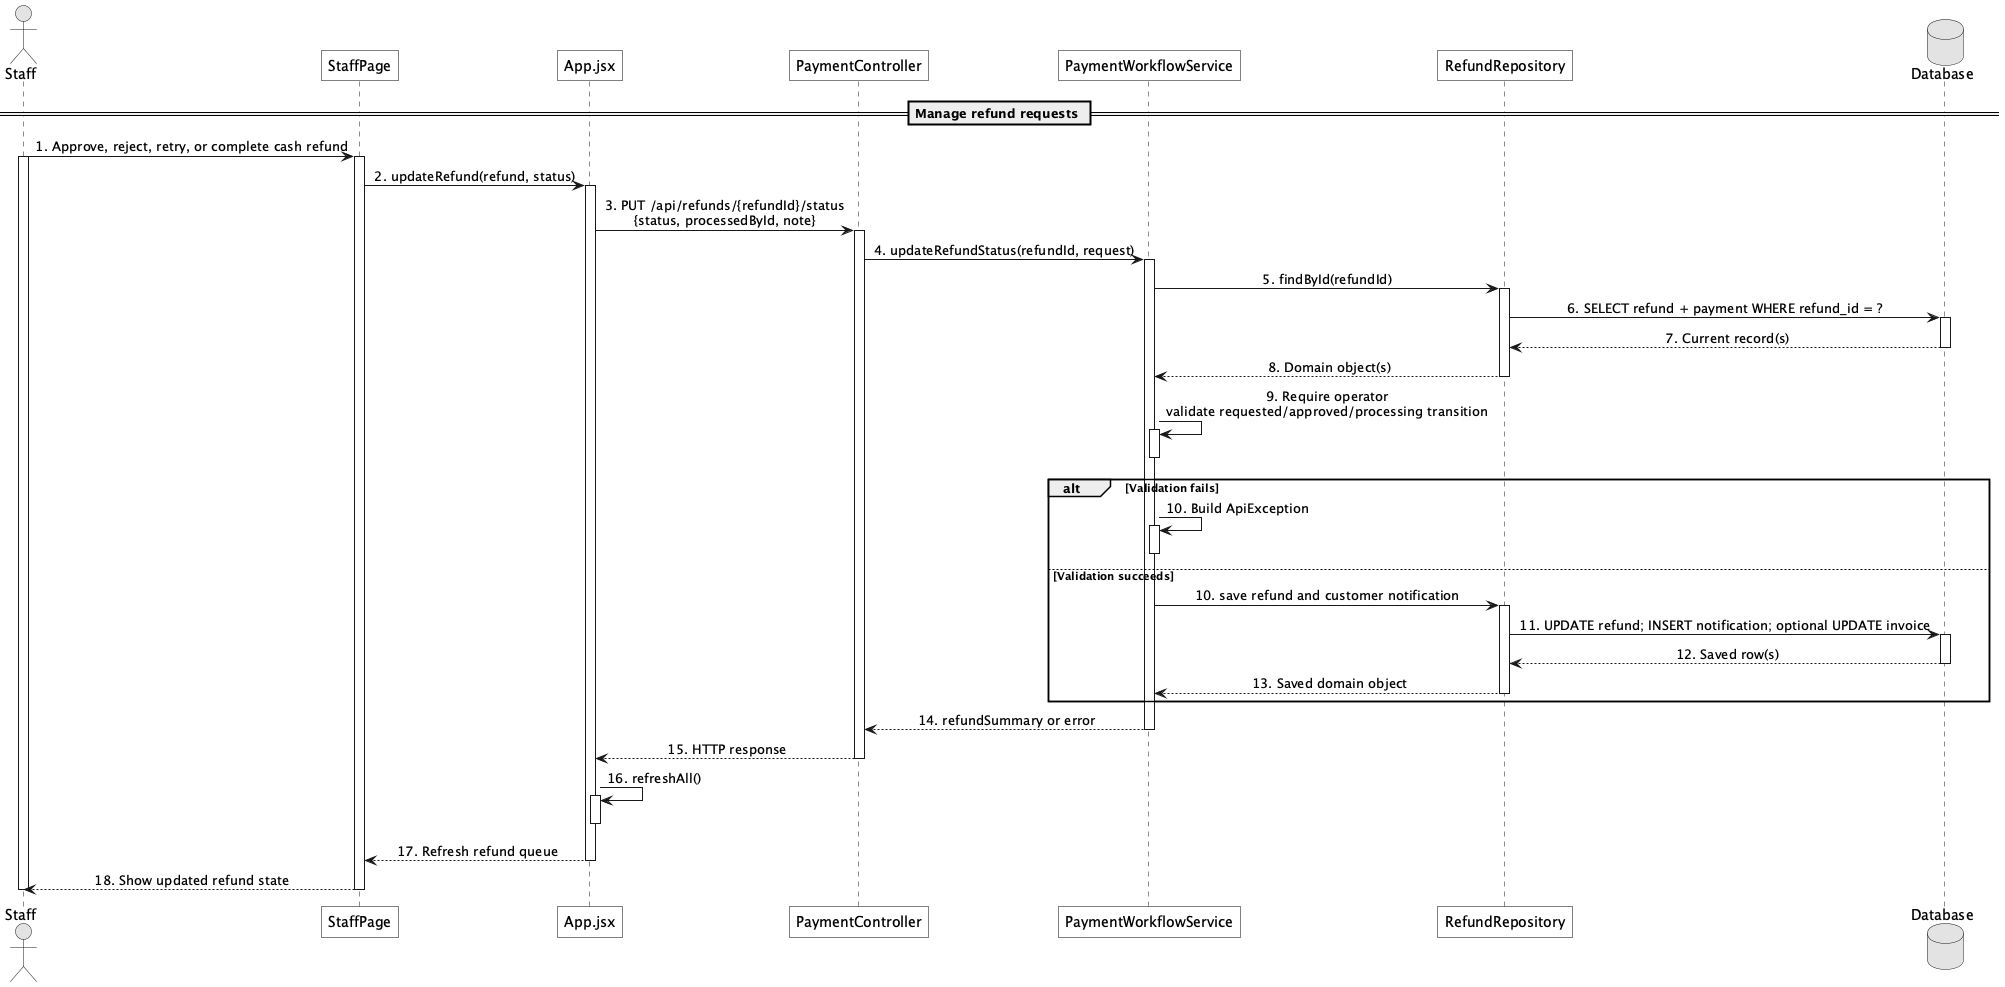 Staff
StaffPage
App.jsx
PaymentController
PaymentWorkflowService
RefundRepository
Database
Manage refund requests
1. Approve, reject, retry, or complete cash refund
2. updateRefund(refund, status)
3. PUT /api/refunds/{refundId}/status
{status, processedById, note}
4. updateRefundStatus(refundId, request)
5. findById(refundId)
6. SELECT refund + payment WHERE refund_id = ?
7. Current record(s)
8. Domain object(s)
9. Require operator
validate requested/approved/processing transition
alt
[Validation fails]
10. Build ApiException
[Validation succeeds]
10. save refund and customer notification
11. UPDATE refund; INSERT notification; optional UPDATE invoice
12. Saved row(s)
13. Saved domain object
14. refundSummary or error
15. HTTP response
16. refreshAll()
17. Refresh refund queue
18. Show updated refund state
Staff
StaffPage
App.jsx
PaymentController
PaymentWorkflowService
RefundRepository
Database